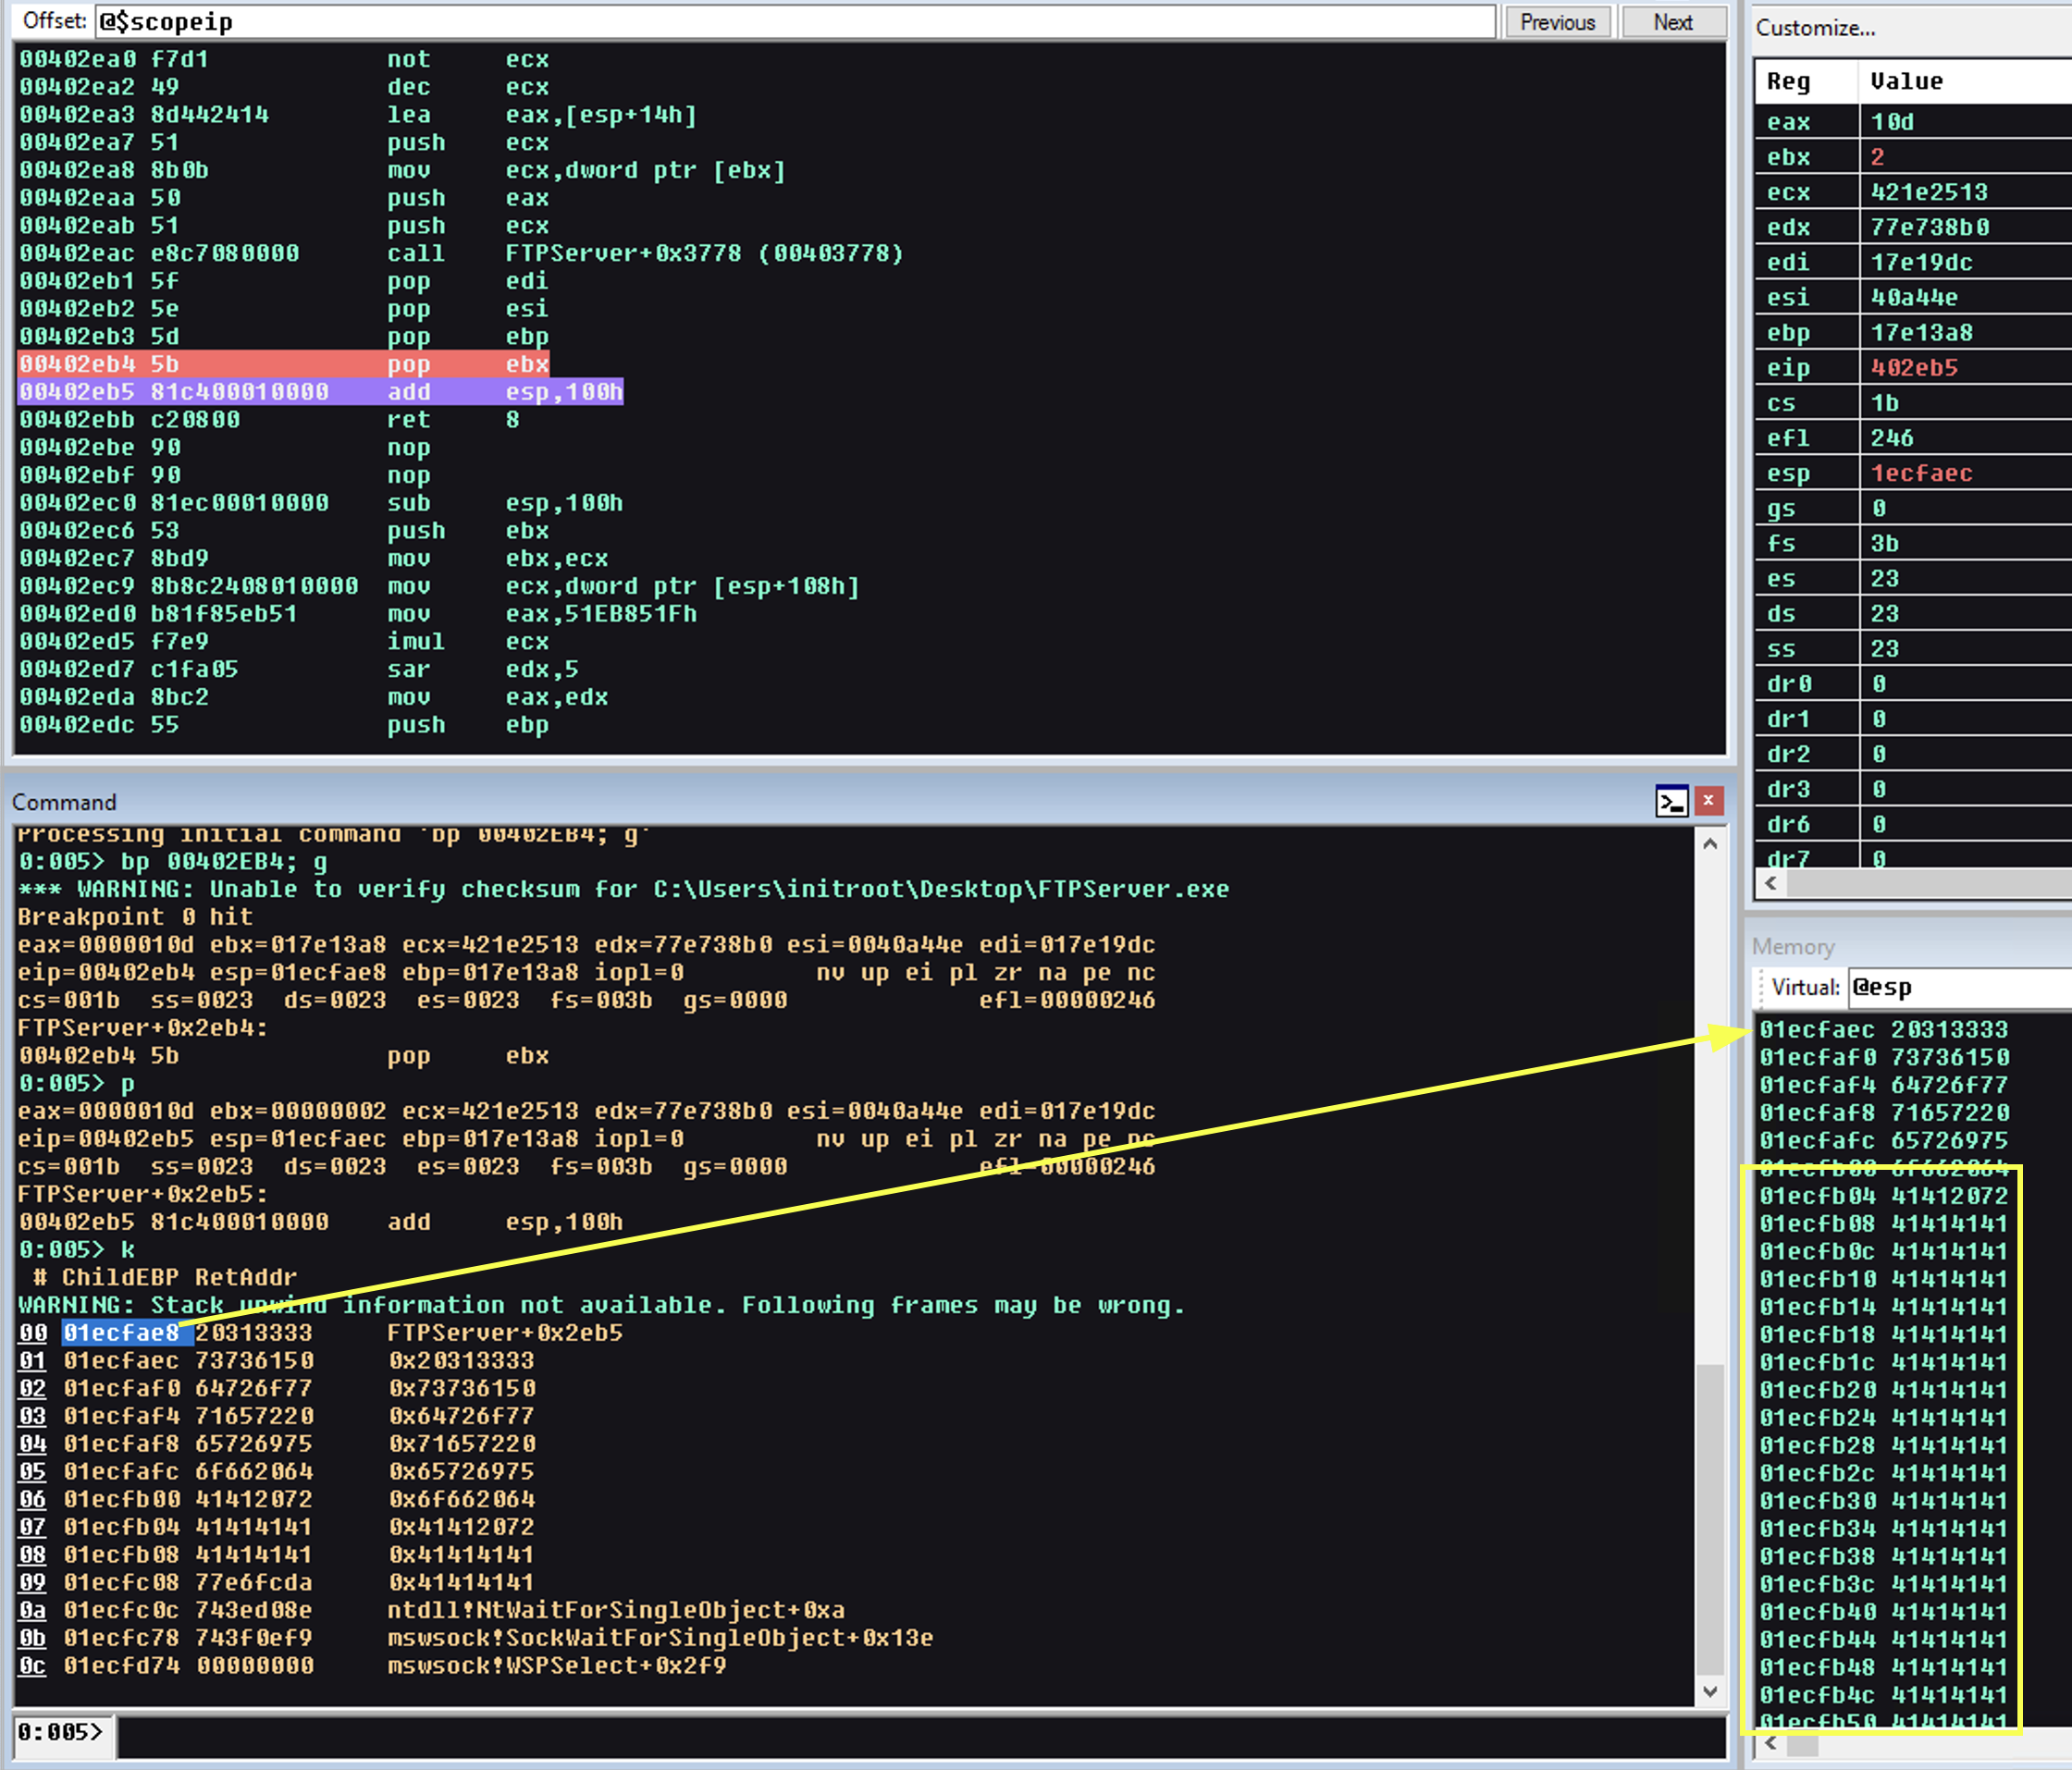 Offset: @$scopeip Previous Next
00402ea0 f7d1 not ecx
00402ea2 49 dec ecx
00402ea3 8d442414 lea eax,[esp+14h]
00402ea7 51 push ecx
00402ea8 8b0b mov ecx,dword ptr [ebx]
00402eaa 50 push eax
00402eab 51 push ecx
00402eac e8c7080000 call FTPServer+0x3778 (00403778)
00402eb1 5f pop edi
00402eb2 5e pop esi
00402eb3 5d pop ebp
00402eb4 5b pop ebx
00402eb5 81c400010000 add esp,100h
00402ebb c20800 ret 8
00402ebe 90 nop
00402ebf 90 nop
00402ec0 81ec00010000 sub esp,100h
00402ec6 53 push ebx
00402ec7 8bd9 mov ebx,ecx
00402ec9 8b8c2408010000 mov ecx,dword ptr [esp+108h]
00402ed0 b81f85eb51 mov eax,51EB851Fh
00402ed5 f7e9 imul ecx
00402ed7 c1fa05 sar edx,5
00402eda 8bc2 mov eax,edx
00402edc 55 push ebp
Command
Processing initial command 'bp 00402EB4; g'
0:005> bp 00402EB4; g
*** WARNING: Unable to verify checksum for C:\Users\initroot\Desktop\FTPServer.exe
Breakpoint 0 hit
eax=0000010d ebx=017e13a8 ecx=421e2513 edx=77e738b0 esi=0040a44e edi=017e19dc
eip=00402eb4 esp=01ecfae8 ebp=017e13a8 iopl=0 nv up ei pl zr na pe nc
cs=001b ss=0023 ds=0023 es=0023 fs=003b gs=0000 efl=00000246
FTPServer+0x2eb4:
00402eb4 5b pop ebx
0:005> p
eax=0000010d ebx=00000002 ecx=421e2513 edx=77e738b0 esi=0040a44e edi=017e19dc
eip=00402eb5 esp=01ecfaec ebp=017e13a8 iopl=0 nv up ei pl zr na pe nc
cs=001b ss=0023 ds=0023 es=0023 fs=003b gs=0000 efl=00000246
FTPServer+0x2eb5:
00402eb5 81c400010000 add esp,100h
0:005> k
# ChildEBP RetAddr
WARNING: Stack unwind information not available. Following frames may be wrong.
00 01ecfae8 20313333 FTPServer+0x2eb5
01 01ecfaec 73736150 0x20313333
02 01ecfaf0 64726f77 0x73736150
03 01ecfaf4 71657220 0x64726f77
04 01ecfaf8 65726975 0x71657220
05 01ecfafc 6f662064 0x65726975
06 01ecfb00 41412072 0x6f662064
07 01ecfb04 41414141 0x41412072
08 01ecfb08 41414141 0x41414141
09 01ecfc08 77e6fcda 0x41414141
0a 01ecfc0c 743ed08e ntdll!NtWaitForSingleObject+0xa
0b 01ecfc78 743f0ef9 mswsock!SockWaitForSingleObject+0x13e
0c 01ecfd74 00000000 mswsock!WSPSelect+0x2f9
0:005>
Customize...
Reg Value
eax 10d
ebx 2
ecx 421e2513
edx 77e738b0
edi 17e19dc
esi 40a44e
ebp 17e13a8
eip 402eb5
cs 1b
efl 246
esp 1ecfaec
gs 0
fs 3b
es 23
ds 23
ss 23
dr0 0
dr1 0
dr2 0
dr3 0
dr6 0
dr7 0
Memory
Virtual: @esp
01ecfaec 20313333
01ecfaf0 73736150
01ecfaf4 64726f77
01ecfaf8 71657220
01ecfafc 65726975
01ecfb00 6f662064
01ecfb04 41412072
01ecfb08 41414141
01ecfb0c 41414141
01ecfb10 41414141
01ecfb14 41414141
01ecfb18 41414141
01ecfb1c 41414141
01ecfb20 41414141
01ecfb24 41414141
01ecfb28 41414141
01ecfb2c 41414141
01ecfb30 41414141
01ecfb34 41414141
01ecfb38 41414141
01ecfb3c 41414141
01ecfb40 41414141
01ecfb44 41414141
01ecfb48 41414141
01ecfb4c 41414141
01ecfb50 41414141